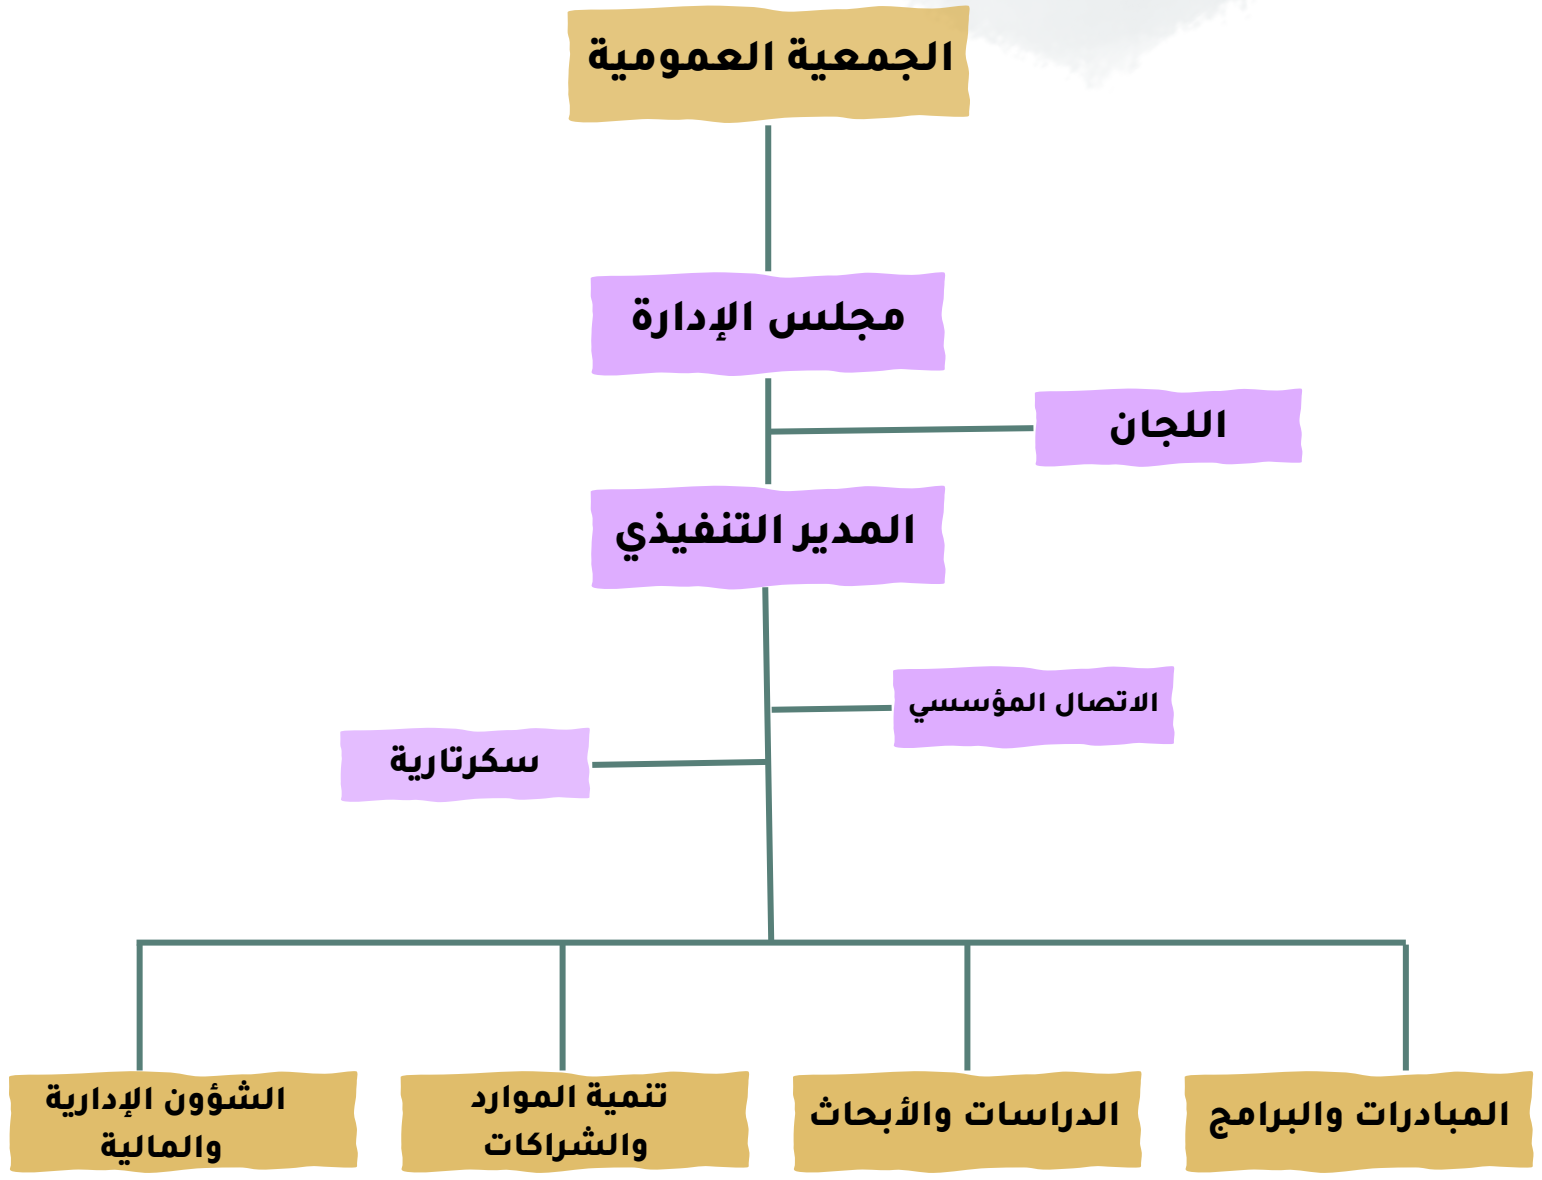 الجمعية العمومية
مجلس الإدارة
اللجان
المدير التنفيذي
الاتصال المؤسسي
سكرتارية
المبادرات والبرامج
الدراسات والأبحاث
تنمية الموارد
والشراكات
الشؤون الإدارية
والمالية